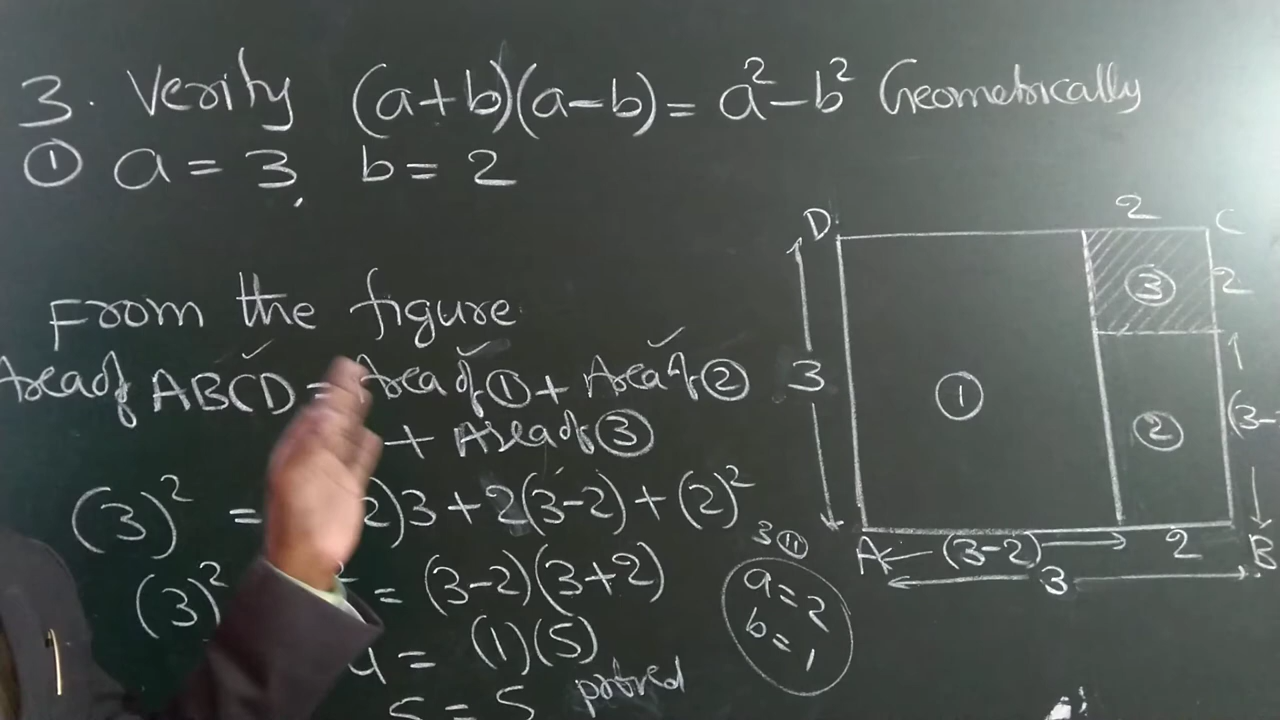 3. Verify (a+b)(a-b) = a² - b² Geometrically
① a = 3, b = 2
From the figure
Area of ABCD = Area of ① + Area of ②
+ Area of ③
(3)² = 2)3 + 2(3-2) + (2)²
(3)² = (3-2)(3+2)
4 = (1)(5)
5 = 5 proved
3 ⑪
a = 2
b = 1
D 2 C
③ 2
3 ① ② (3-
A (3-2) 2 B
3